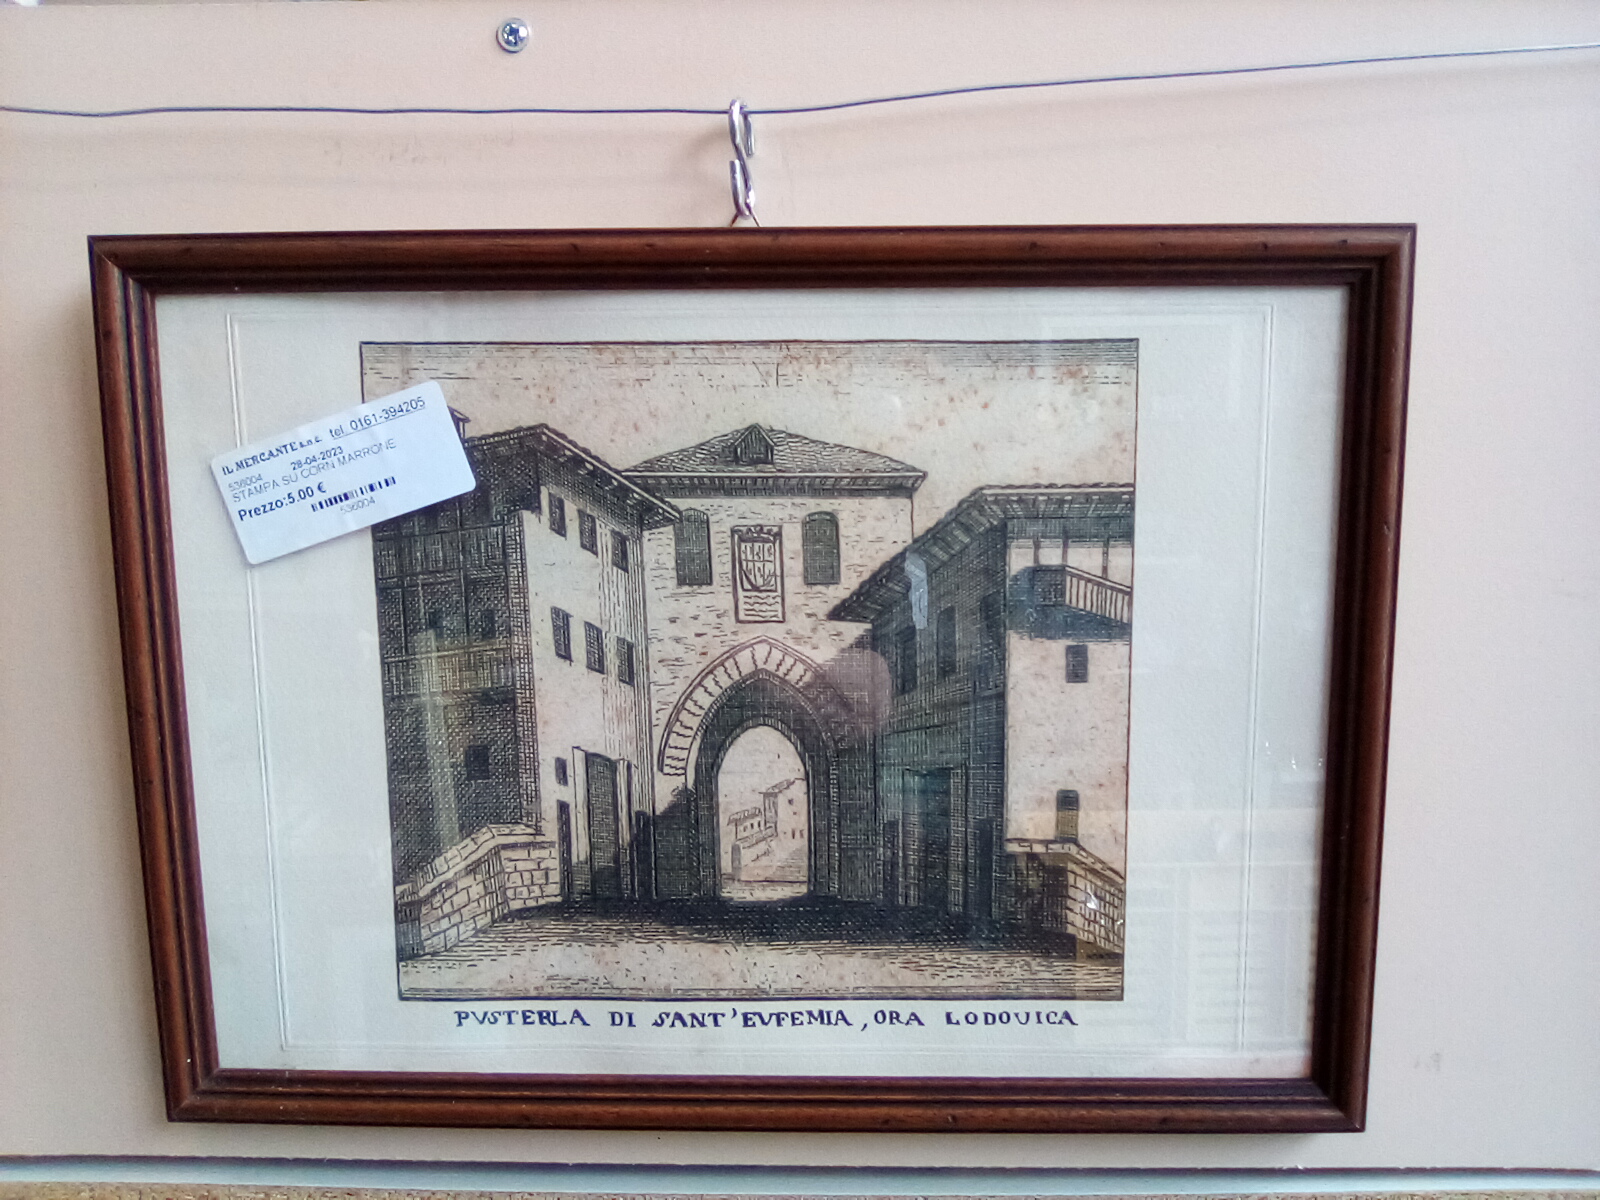 IL MERCANTE s.n.c. tel. 0161-394205
536004 28-04-2023
STAMPA SU CORN MARRONE
Prezzo:5.00 €
536004
PVSTERLA DI SANT'EVFEMIA, ORA LODOVICA